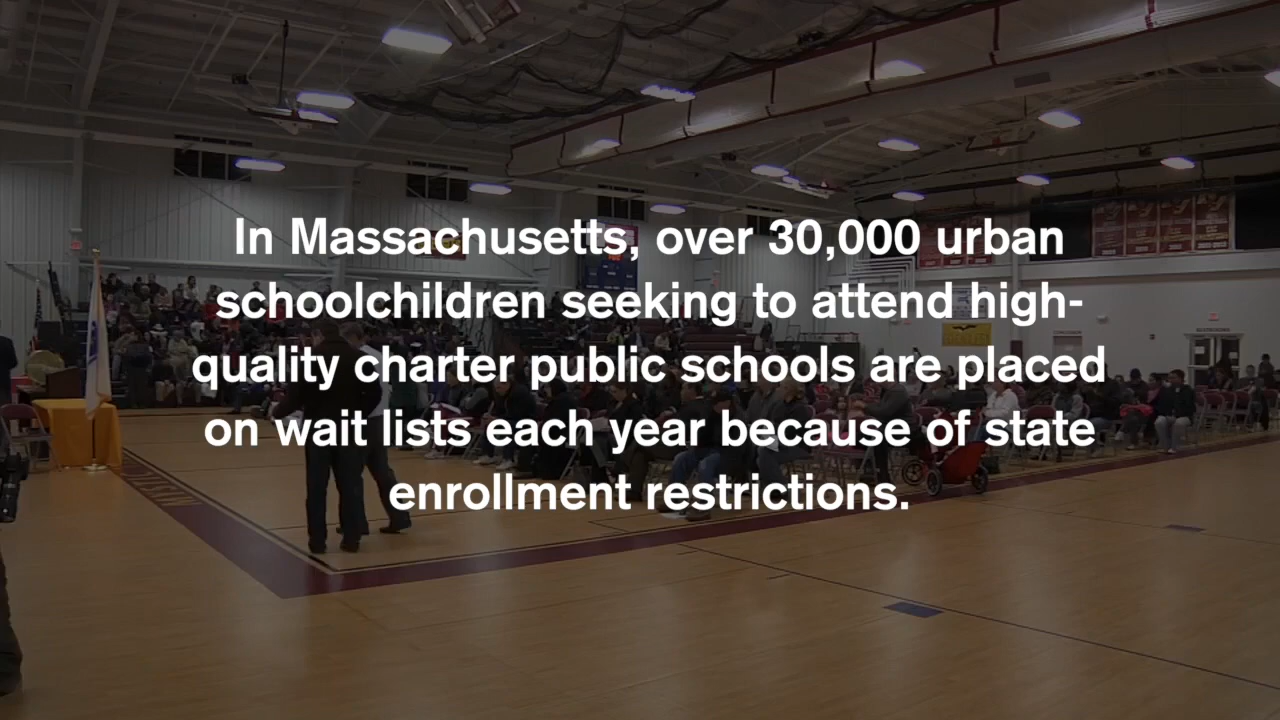 In Massachusetts, over 30,000 urban
schoolchildren seeking to attend high-
quality charter public schools are placed
on wait lists each year because of state
enrollment restrictions.